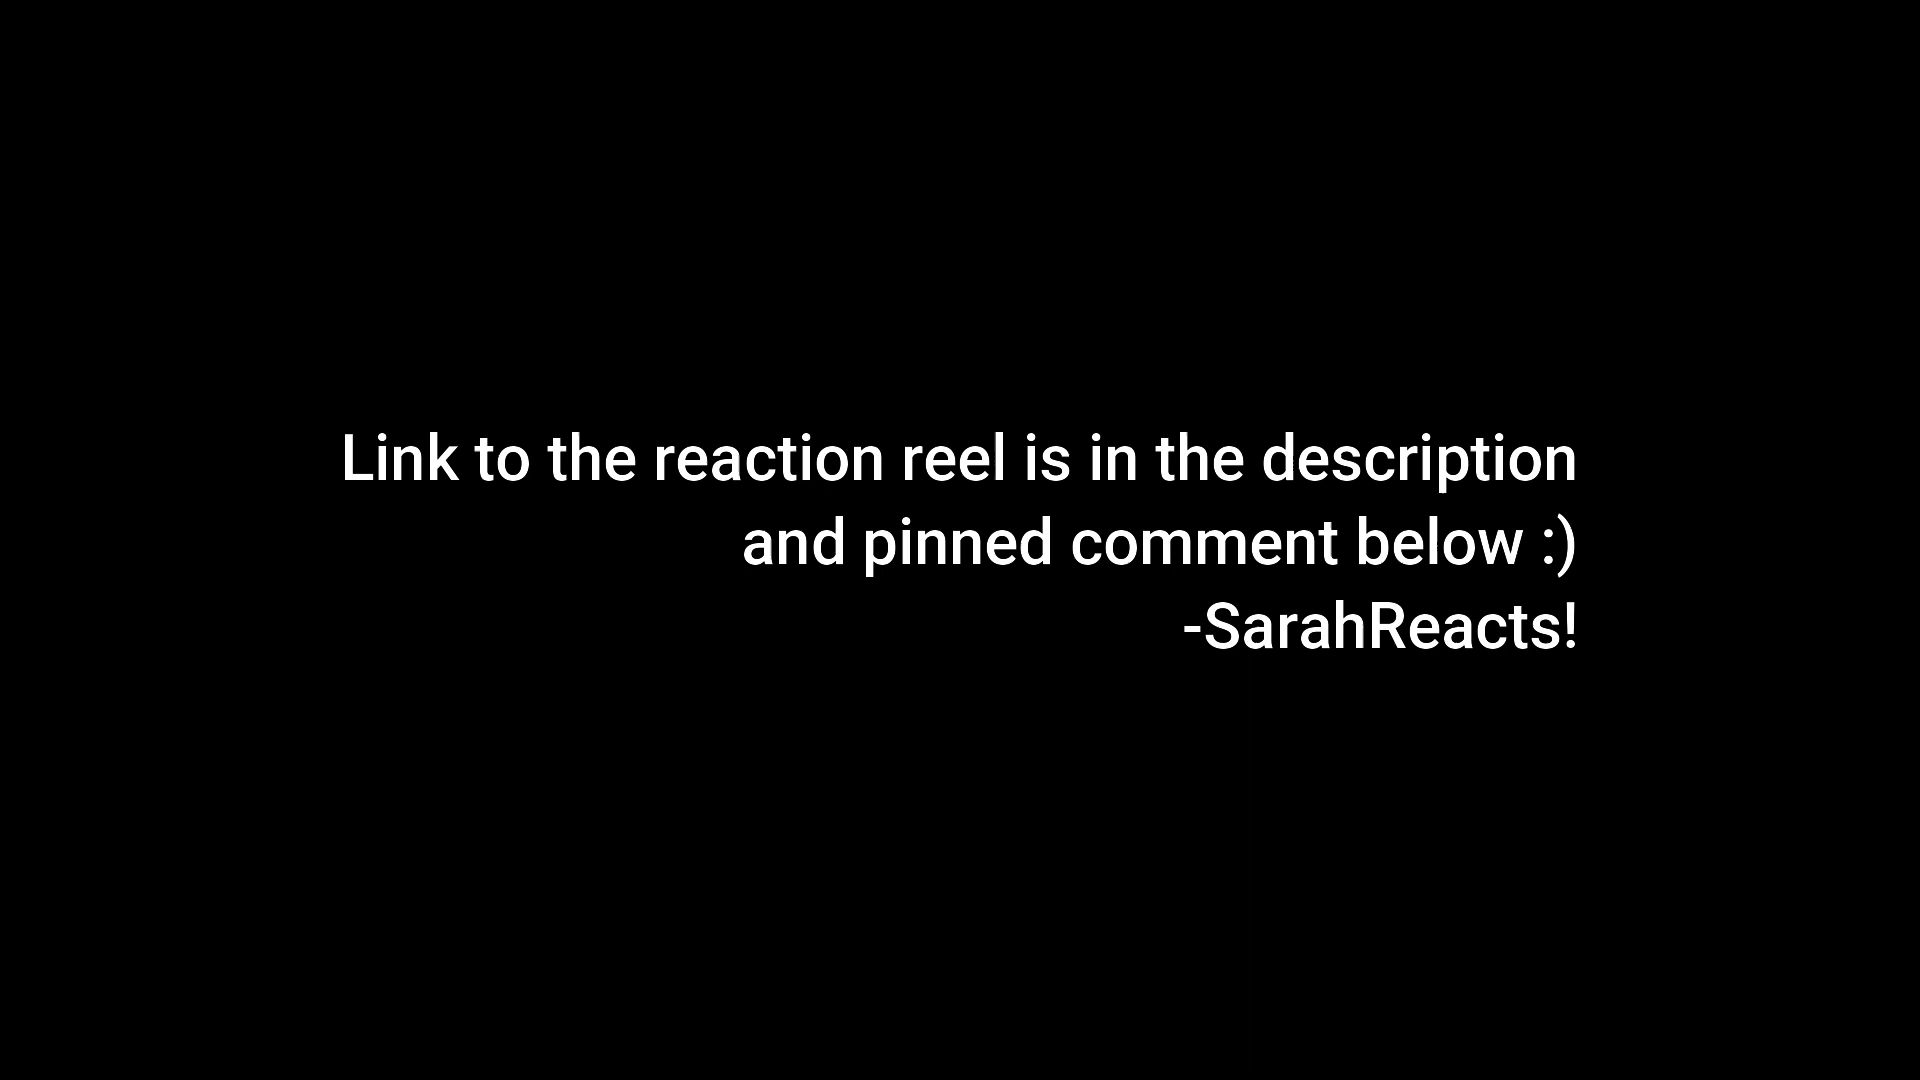 Link to the reaction reel is in the description
and pinned comment below :)
-SarahReacts!